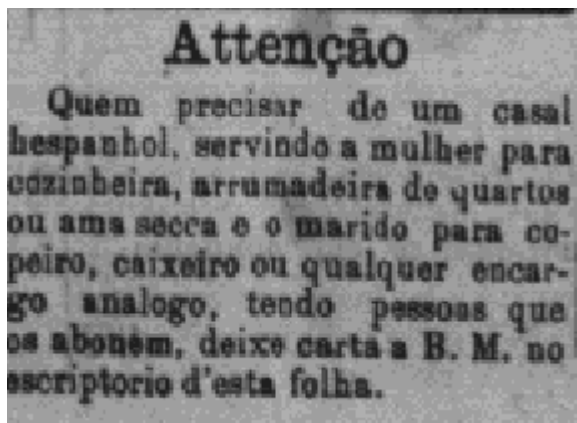 Attenção
Quem precisar de um casal
hespanhol, servindo a mulher para
cozinheira, arrumadeira de quartos
ou ama secca e o marido para co-
peiro, caixeiro ou qualquer encar-
go analogo, tendo pessoas que
os abonem, deixe carta a B. M. no
escriptorio d'esta folha.